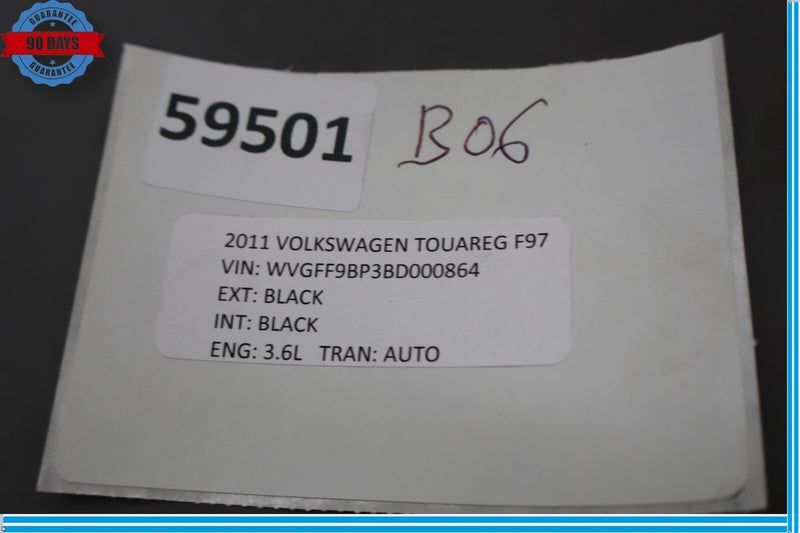 GUARANTEE
90 DAYS
GUARANTEE
59501
B06
2011 VOLKSWAGEN TOUAREG F97
VIN: WVGFF9BP3BD000864
EXT: BLACK
INT: BLACK
ENG: 3.6L TRAN: AUTO